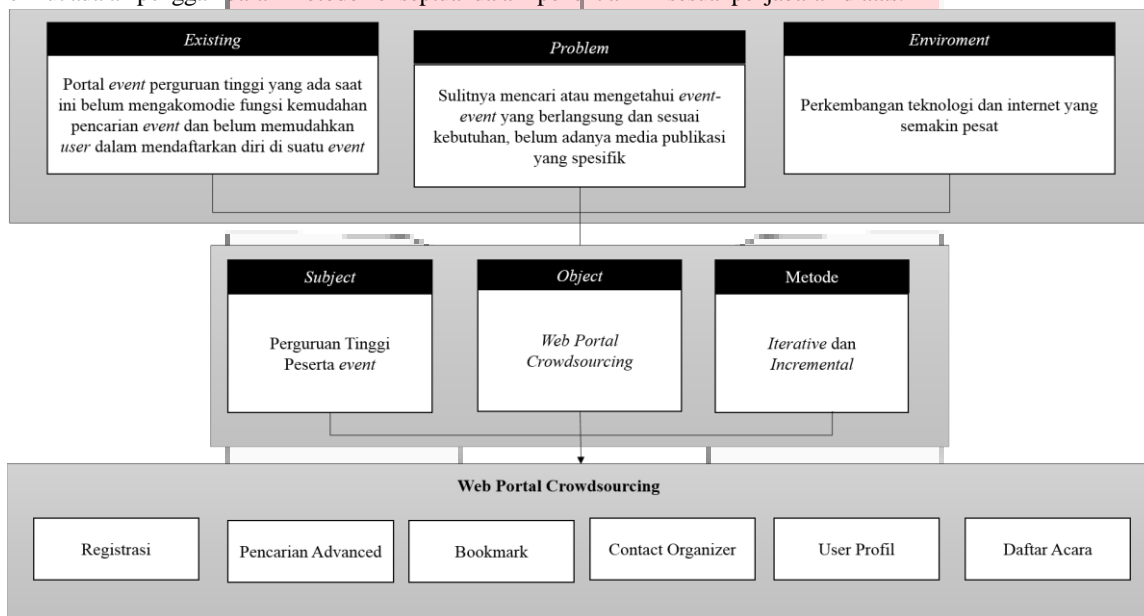 Existing
Portal event perguruan tinggi yang ada saat
ini belum mengakomodie fungsi kemudahan
pencarian event dan belum memudahkan
user dalam mendaftarkan diri di suatu event
Problem
Sulitnya mencari atau mengetahui event-
event yang berlangsung dan sesuai
kebutuhan, belum adanya media publikasi
yang spesifik
Enviroment
Perkembangan teknologi dan internet yang
semakin pesat
Subject
Perguruan Tinggi
Peserta event
Object
Web Portal
Crowdsourcing
Metode
Iterative dan
Incremental
Web Portal Crowdsourcing
Registrasi
Pencarian Advanced
Bookmark
Contact Organizer
User Profil
Daftar Acara